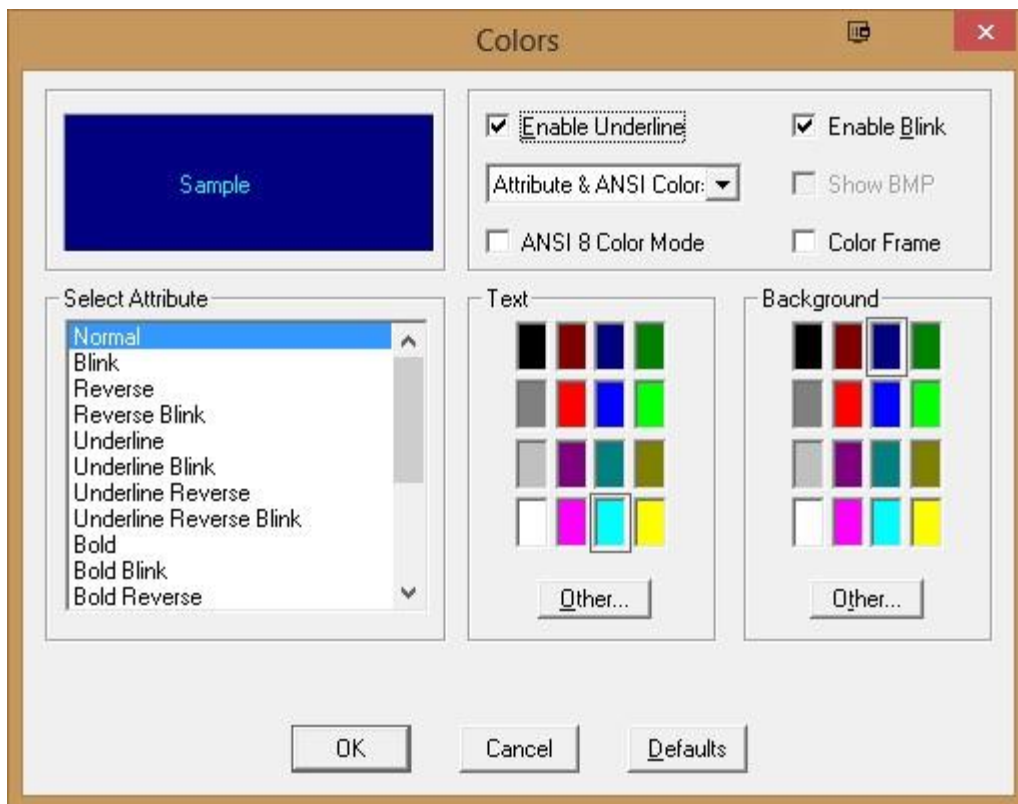 Colors
Sample
Enable Underline
Enable Blink
Attribute & ANSI Color:
Show BMP
ANSI 8 Color Mode
Color Frame
Select Attribute
Normal
Blink
Reverse
Reverse Blink
Underline
Underline Blink
Underline Reverse
Underline Reverse Blink
Bold
Bold Blink
Bold Reverse
Text
Other...
Background
Other...
OK
Cancel
Defaults